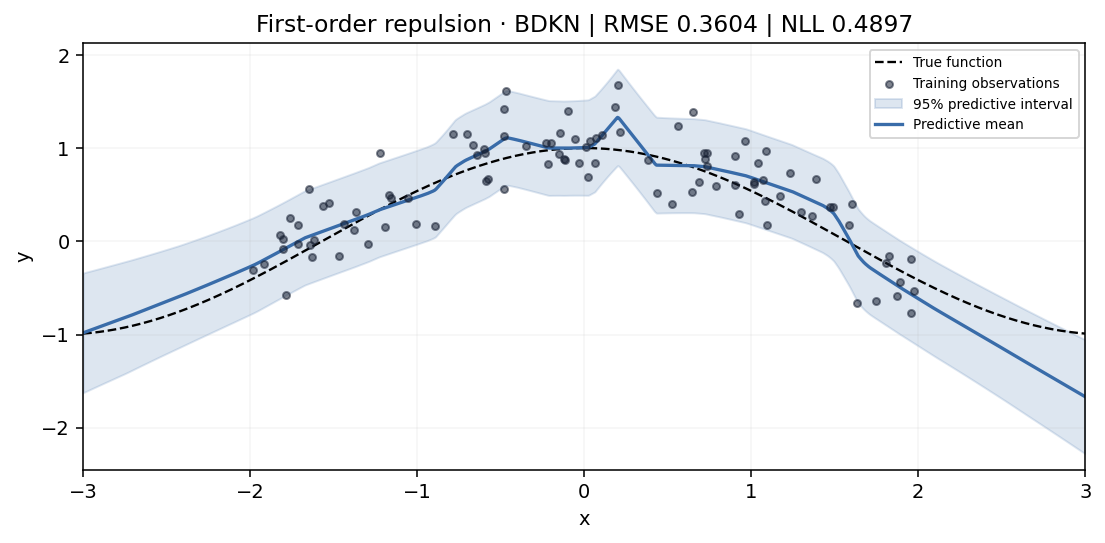 First-order repulsion · BDKN | RMSE 0.3604 | NLL 0.4897
True function
Training observations
95% predictive interval
Predictive mean
y
2
1
0
−1
−2
−3
−2
−1
0
1
2
3
x